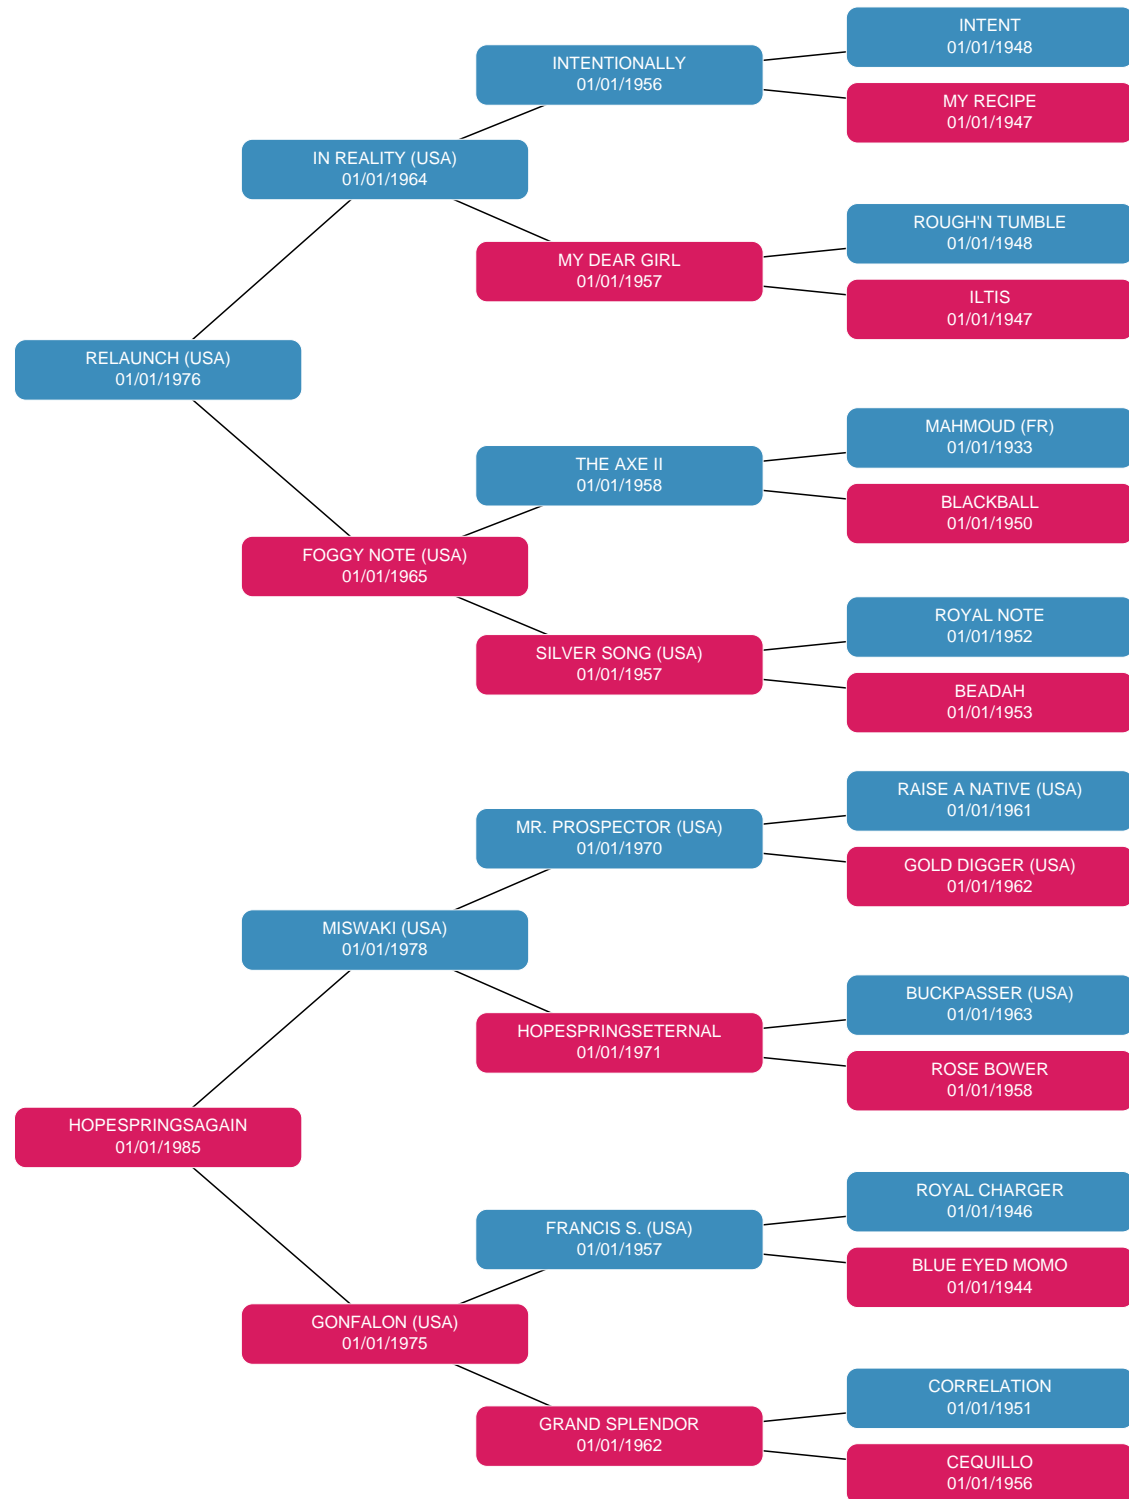 INTENT
01/01/1948
INTENTIONALLY
01/01/1956
MY RECIPE
01/01/1947
IN REALITY (USA)
01/01/1964
ROUGH'N TUMBLE
01/01/1948
MY DEAR GIRL
01/01/1957
ILTIS
01/01/1947
RELAUNCH (USA)
01/01/1976
MAHMOUD (FR)
01/01/1933
THE AXE II
01/01/1958
BLACKBALL
01/01/1950
FOGGY NOTE (USA)
01/01/1965
ROYAL NOTE
01/01/1952
SILVER SONG (USA)
01/01/1957
BEADAH
01/01/1953
RAISE A NATIVE (USA)
01/01/1961
MR. PROSPECTOR (USA)
01/01/1970
GOLD DIGGER (USA)
01/01/1962
MISWAKI (USA)
01/01/1978
BUCKPASSER (USA)
01/01/1963
HOPESPRINGSETERNAL
01/01/1971
ROSE BOWER
01/01/1958
HOPESPRINGSAGAIN
01/01/1985
ROYAL CHARGER
01/01/1946
FRANCIS S. (USA)
01/01/1957
BLUE EYED MOMO
01/01/1944
GONFALON (USA)
01/01/1975
CORRELATION
01/01/1951
GRAND SPLENDOR
01/01/1962
CEQUILLO
01/01/1956